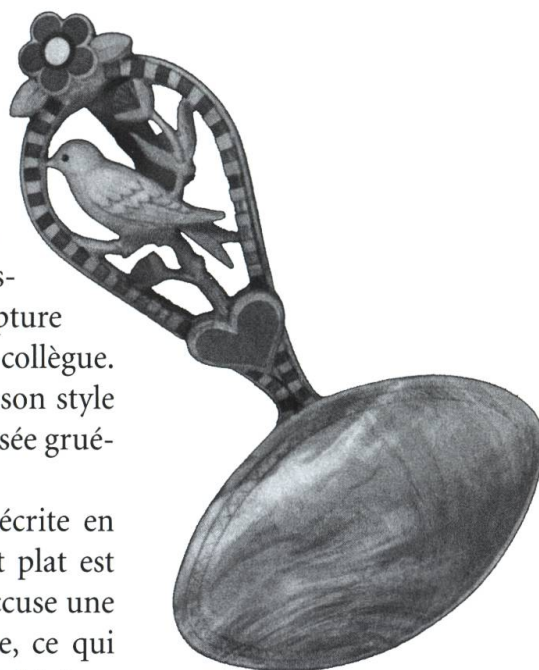 s-
pture
collègue.
son style
sée grué-
écrite en
t plat est
ccuse une
e, ce qui